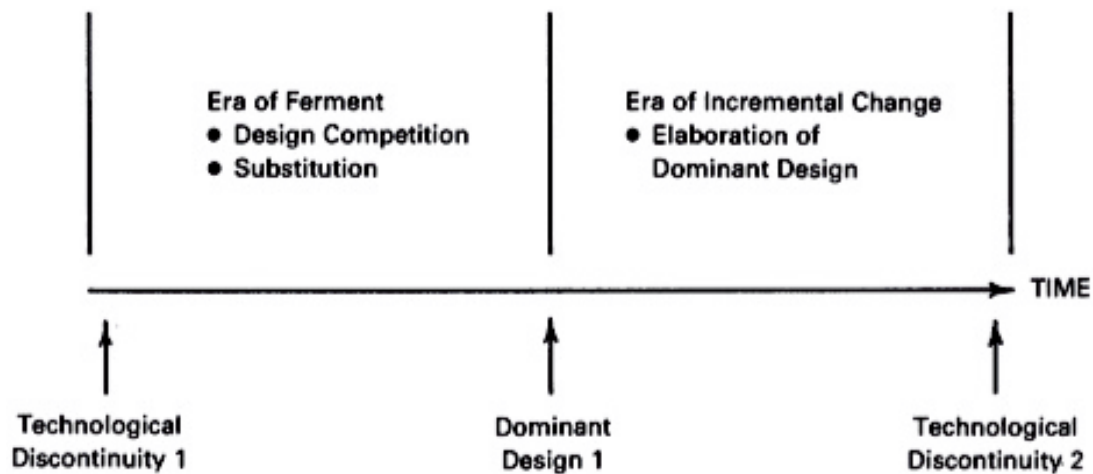 Era of Ferment
● Design Competition
● Substitution
Era of Incremental Change
● Elaboration of
Dominant Design
TIME
Technological
Discontinuity 1
Dominant
Design 1
Technological
Discontinuity 2